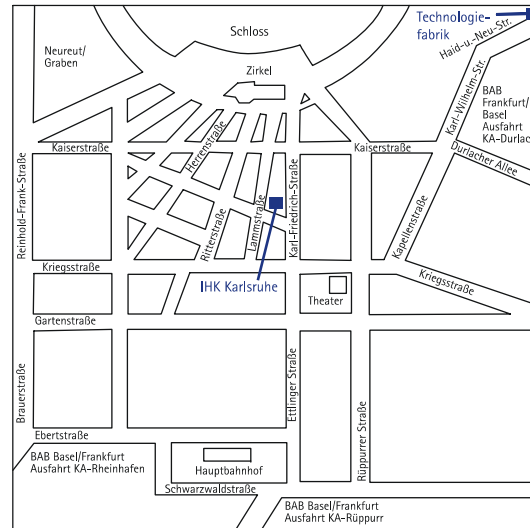 Technologie-
fabrik
Haid-u.-Neu-Str.
Schloss
Neureut/
Graben
Zirkel
Karl-Wilhelm-Str.
BAB
Frankfurt/
Basel
Ausfahrt
KA-Durlach
Herrenstraße
Kaiserstraße
Kaiserstraße
Durlacher Allee
Reinhold-Frank-Straße
Ritterstraße
Lammstraße
Karl-Friedrich-Straße
Kapellenstraße
Kriegsstraße
IHK Karlsruhe
Kriegsstraße
Theater
Gartenstraße
Brauerstraße
Ettlinger Straße
Rüppurrer Straße
Ebertstraße
BAB Basel/Frankfurt
Ausfahrt KA-Rheinhafen
Hauptbahnhof
Schwarzwaldstraße
BAB Basel/Frankfurt
Ausfahrt KA-Rüppurr